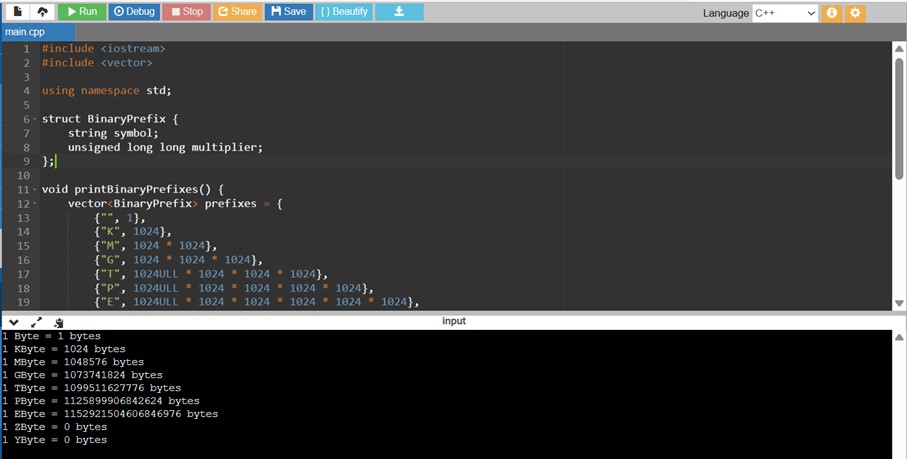 Run Debug Stop Share Save { } Beautify Language C++
main.cpp
1 #include <iostream>
2 #include <vector>
3
4 using namespace std;
5
6 struct BinaryPrefix {
7     string symbol;
8     unsigned long long multiplier;
9 };
10
11 void printBinaryPrefixes() {
12     vector<BinaryPrefix> prefixes = {
13         {"", 1},
14         {"K", 1024},
15         {"M", 1024 * 1024},
16         {"G", 1024 * 1024 * 1024},
17         {"T", 1024ULL * 1024 * 1024 * 1024},
18         {"P", 1024ULL * 1024 * 1024 * 1024 * 1024},
19         {"E", 1024ULL * 1024 * 1024 * 1024 * 1024 * 1024},
input
1 Byte = 1 bytes
1 KByte = 1024 bytes
1 MByte = 1048576 bytes
1 GByte = 1073741824 bytes
1 TByte = 1099511627776 bytes
1 PByte = 1125899906842624 bytes
1 EByte = 1152921504606846976 bytes
1 ZByte = 0 bytes
1 YByte = 0 bytes